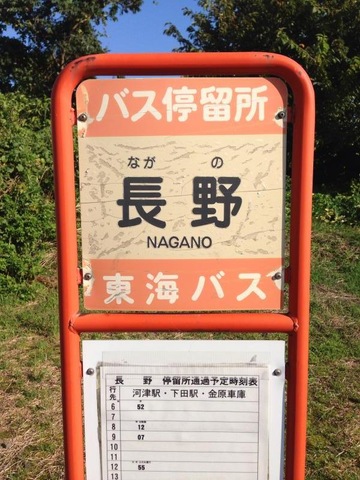 バス停留所
なが の
長 野
NAGANO
東海バス
長 野 停留所通過予定時刻表
行先 河津駅・下田駅・金原車庫
6 52
7
8 12
9 07
10
11
12 55
13